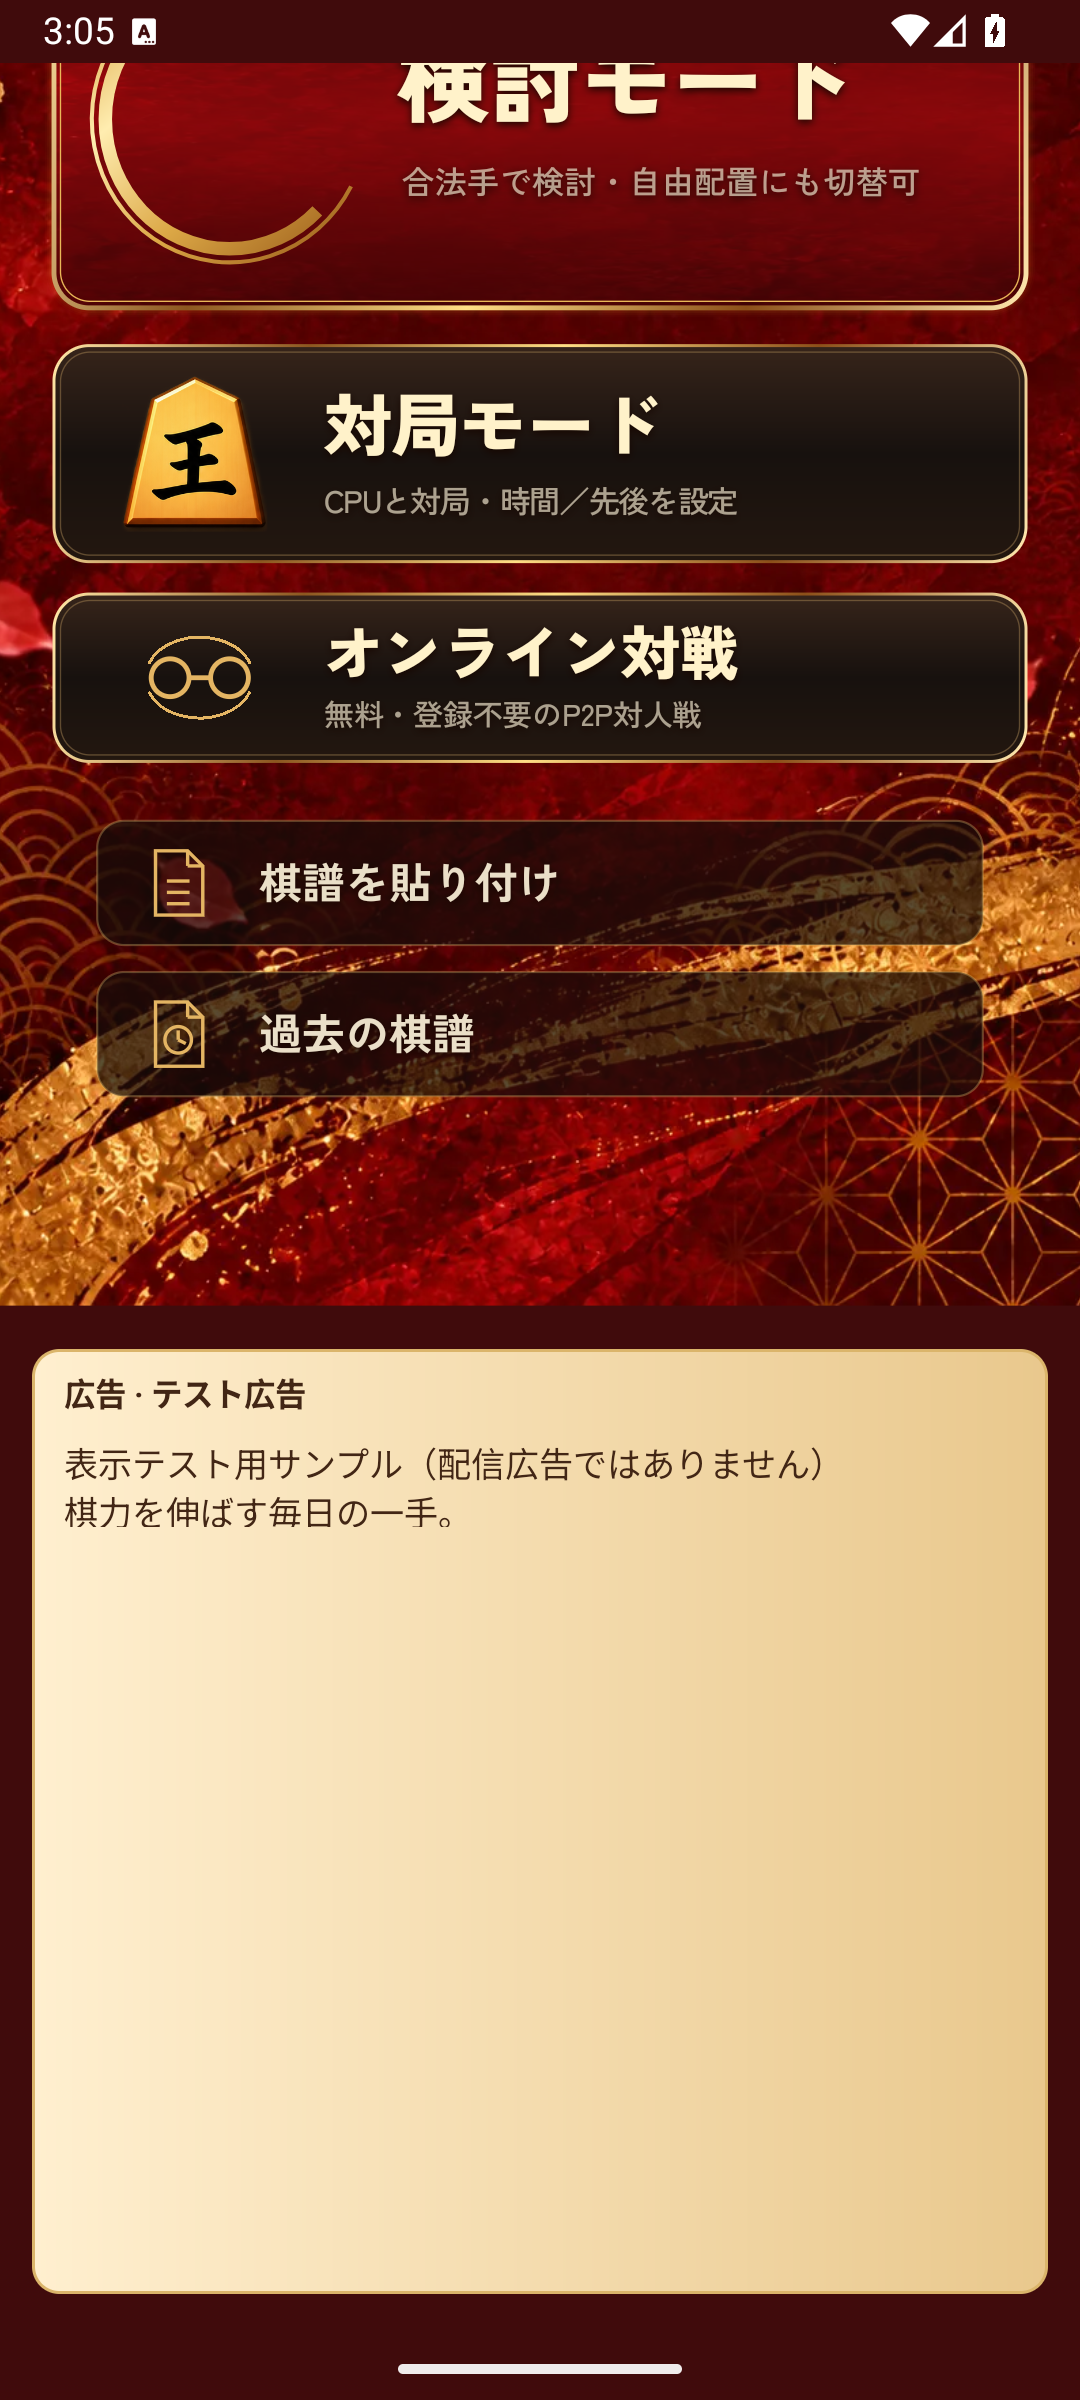 3:05
検討モード
合法手で検討・自由配置にも切替可
王
対局モード
CPUと対局・時間／先後を設定
オンライン対戦
無料・登録不要のP2P対人戦
棋譜を貼り付け
過去の棋譜
広告 · テスト広告
表示テスト用サンプル（配信広告ではありません）
棋力を伸ばす毎日の一手。